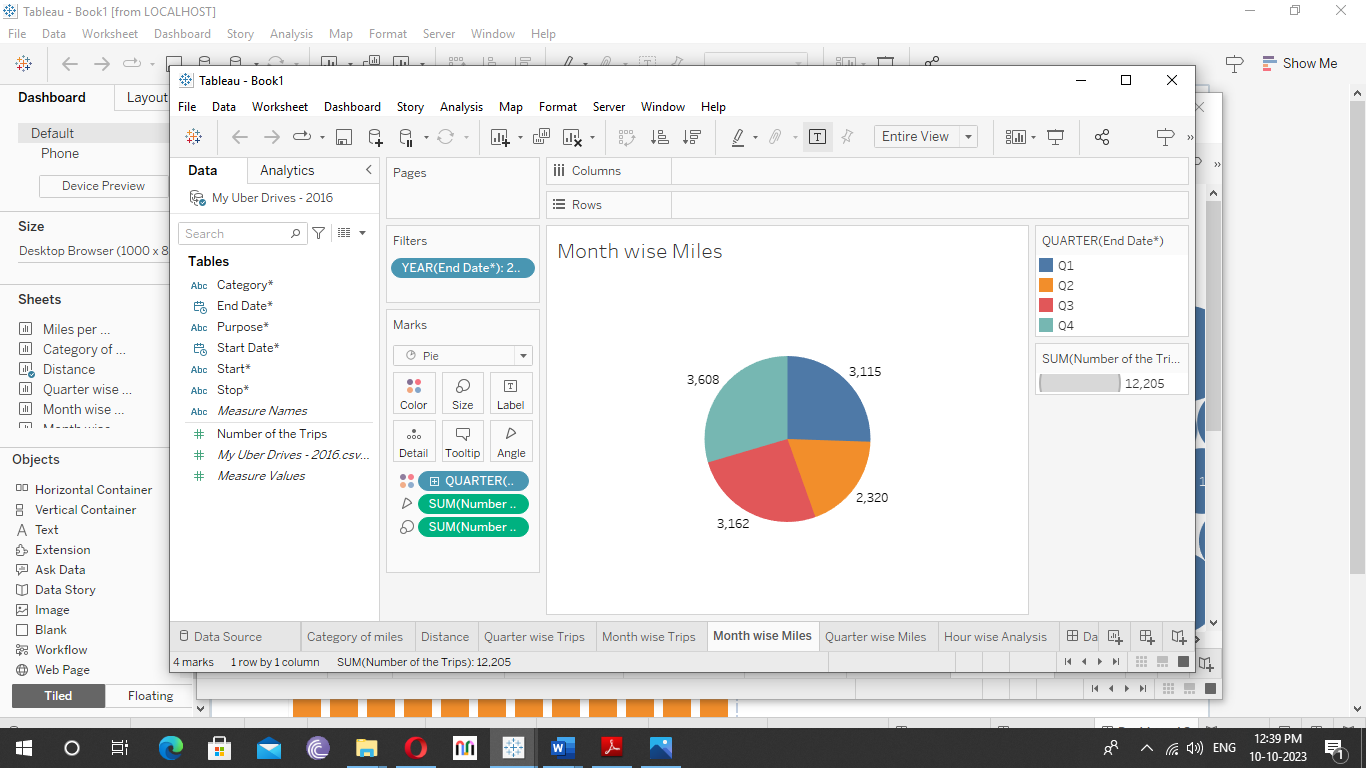 Tableau - Book1 [from LOCALHOST]
File Data Worksheet Dashboard Story Analysis Map Format Server Window Help
Show Me
Dashboard Layout
Default
Phone
Device Preview
Size
Desktop Browser (1000 x 8
Sheets
Miles per ...
Category of ...
Distance
Quarter wise ...
Month wise ...
Objects
Horizontal Container
Vertical Container
Text
Extension
Ask Data
Data Story
Image
Blank
Workflow
Web Page
Tiled Floating
Tableau - Book1
File Data Worksheet Dashboard Story Analysis Map Format Server Window Help
Entire View
Data Analytics
My Uber Drives - 2016
Search
Tables
Abc Category*
End Date*
Abc Purpose*
Start Date*
Abc Start*
Abc Stop*
Abc Measure Names
Number of the Trips
My Uber Drives - 2016.csv...
Measure Values
Pages
Filters
YEAR(End Date*): 2..
Marks
Pie
Color Size Label
Detail Tooltip Angle
QUARTER(..
SUM(Number ..
SUM(Number ..
Columns
Rows
Month wise Miles
3,608
3,115
2,320
3,162
QUARTER(End Date*)
Q1
Q2
Q3
Q4
SUM(Number of the Tri...
12,205
Data Source Category of miles Distance Quarter wise Trips Month wise Trips Month wise Miles Quarter wise Miles Hour wise Analysis Da
4 marks 1 row by 1 column SUM(Number of the Trips): 12,205
ENG
12:39 PM
10-10-2023
1